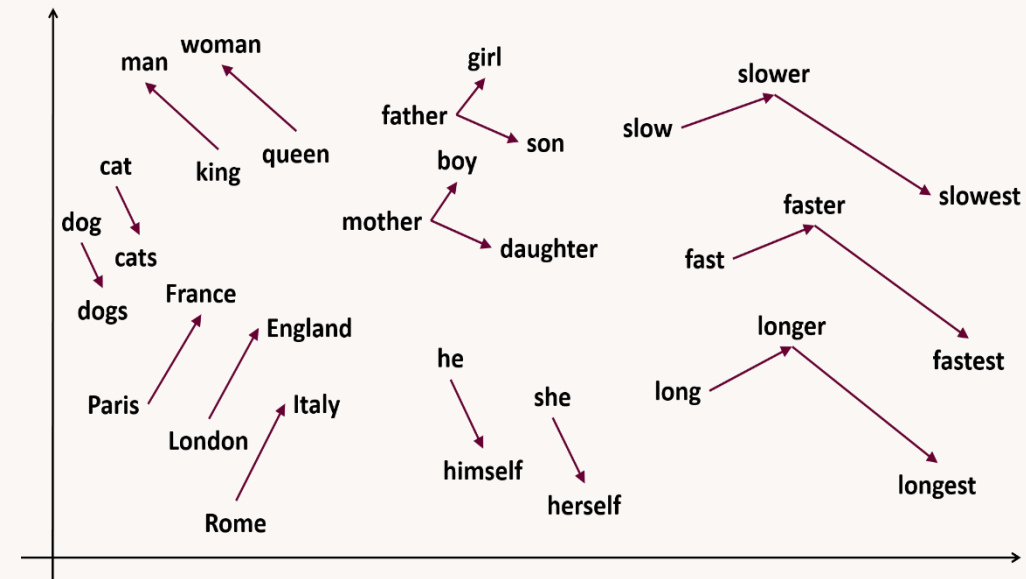 man
woman
king
queen
cat
cats
dog
dogs
France
Paris
England
London
Italy
Rome
girl
father
son
boy
mother
daughter
he
himself
she
herself
slower
slow
slowest
faster
fast
fastest
longer
long
longest